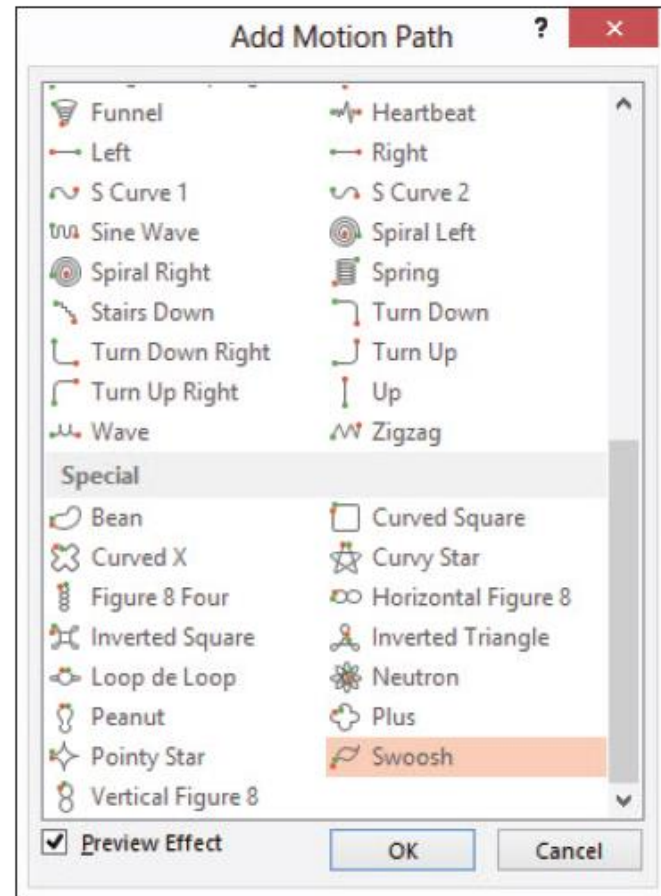 Add Motion Path ? ×
Funnel Heartbeat
Left Right
S Curve 1 S Curve 2
Sine Wave Spiral Left
Spiral Right Spring
Stairs Down Turn Down
Turn Down Right Turn Up
Turn Up Right Up
Wave Zigzag
Special
Bean Curved Square
Curved X Curvy Star
Figure 8 Four Horizontal Figure 8
Inverted Square Inverted Triangle
Loop de Loop Neutron
Peanut Plus
Pointy Star Swoosh
Vertical Figure 8
Preview Effect OK Cancel